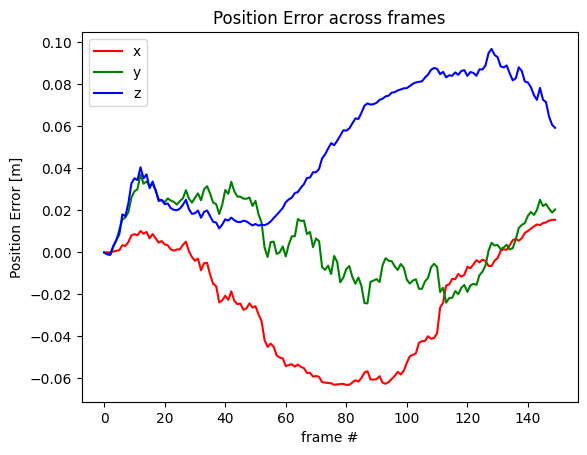 Position Error across frames
x
y
z
Position Error [m]
0.10
0.08
0.06
0.04
0.02
0.00
−0.02
−0.04
−0.06
0 20 40 60 80 100 120 140
frame #